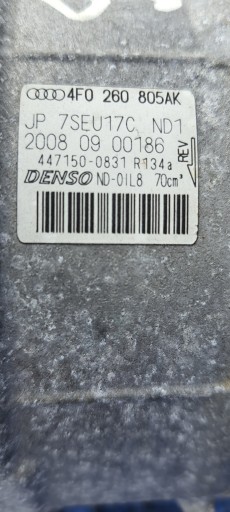 4F0 260 805AK
JP 7SEU17C ND1
2008 09 00186
REV
447150-0831 R134a
DENSO ND-OIL8 70cm³